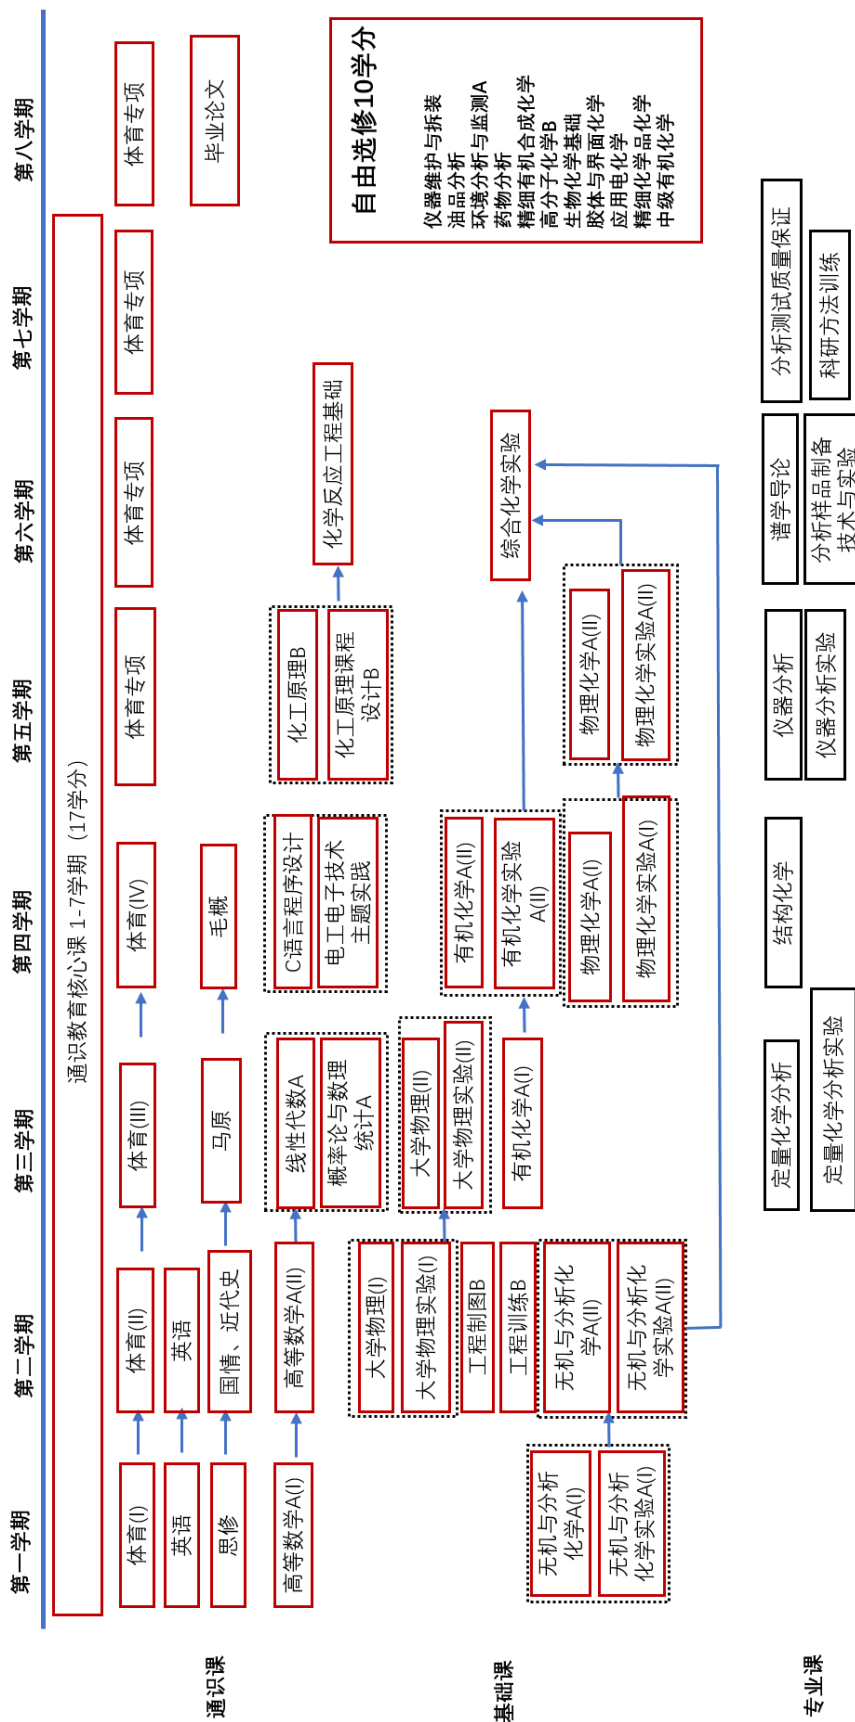 第一学期
第二学期
第三学期
第四学期
第五学期
第六学期
第七学期
第八学期
通识教育核心课 1-7学期（17学分）
通识课
体育(I)
体育(II)
体育(III)
体育(IV)
体育专项
体育专项
体育专项
体育专项
英语
英语
思修
国情、近代史
马原
毛概
毕业论文
高等数学A(I)
高等数学A(II)
线性代数A
概率论与数理
统计A
C语言程序设计
电工电子技术
主题实践
化工原理B
化工原理课程
设计B
化学反应工程基础
自由选修10学分
仪器维护与拆装
油品分析
环境分析与监测A
药物分析
精细有机合成化学
高分子化学B
生物化学基础
胶体与界面化学
应用电化学
精细化学品化学
中级有机化学
基础课
大学物理(I)
大学物理实验(I)
大学物理(II)
大学物理实验(II)
工程制图B
工程训练B
有机化学A(I)
有机化学A(II)
有机化学实验
A(II)
综合化学实验
无机与分析
化学A(I)
无机与分析
化学实验A(I)
无机与分析化
学A(II)
无机与分析化
学实验A(II)
物理化学A(I)
物理化学实验A(I)
物理化学A(II)
物理化学实验A(II)
专业课
定量化学分析
定量化学分析实验
结构化学
仪器分析
仪器分析实验
谱学导论
分析样品制备
技术与实验
分析测试质量保证
科研方法训练